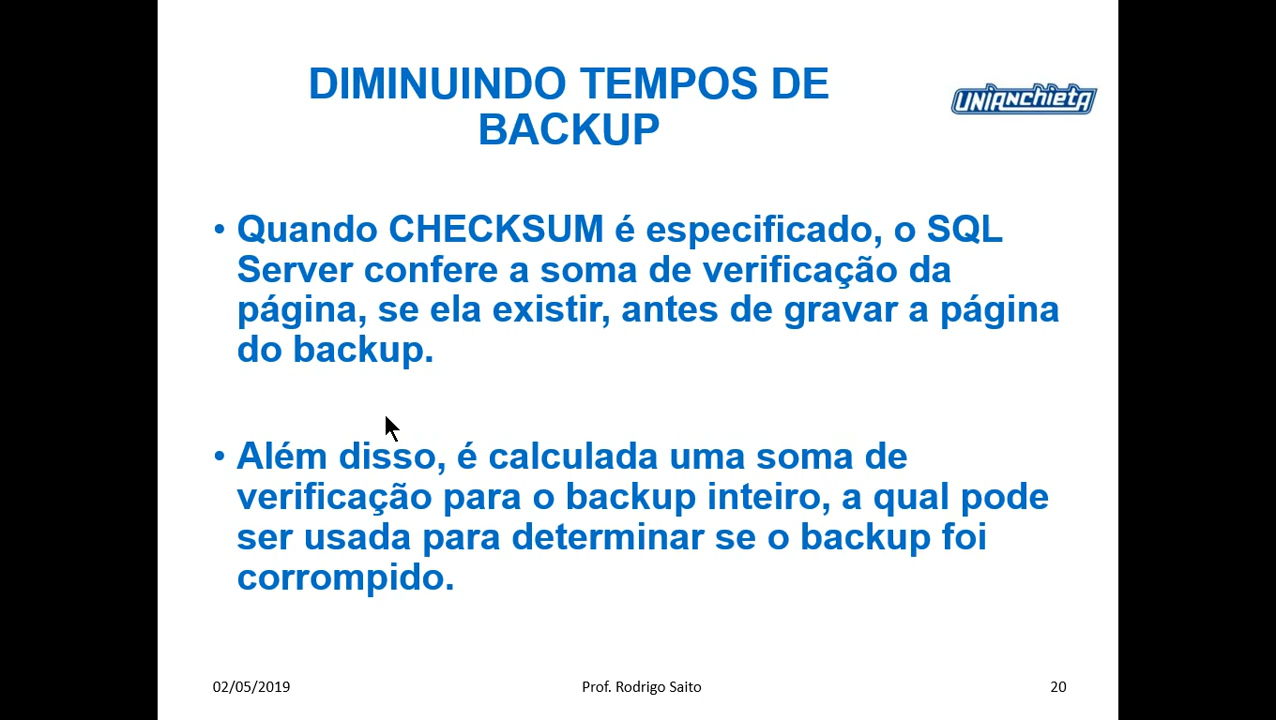 DIMINUINDO TEMPOS DE
BACKUP
UNIANCHIETA
• Quando CHECKSUM é especificado, o SQL
Server confere a soma de verificação da
página, se ela existir, antes de gravar a página
do backup.
• Além disso, é calculada uma soma de
verificação para o backup inteiro, a qual pode
ser usada para determinar se o backup foi
corrompido.
02/05/2019
Prof. Rodrigo Saito
20